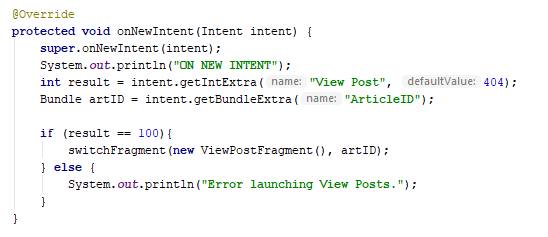 @Override
protected void onNewIntent(Intent intent) {
super.onNewIntent(intent);
System.out.println("ON NEW INTENT");
int result = intent.getIntExtra( name: "View Post", defaultValue: 404);
Bundle artID = intent.getBundleExtra( name: "ArticleID");
if (result == 100){
switchFragment(new ViewPostFragment(), artID);
} else {
System.out.println("Error launching View Posts.");
}
}